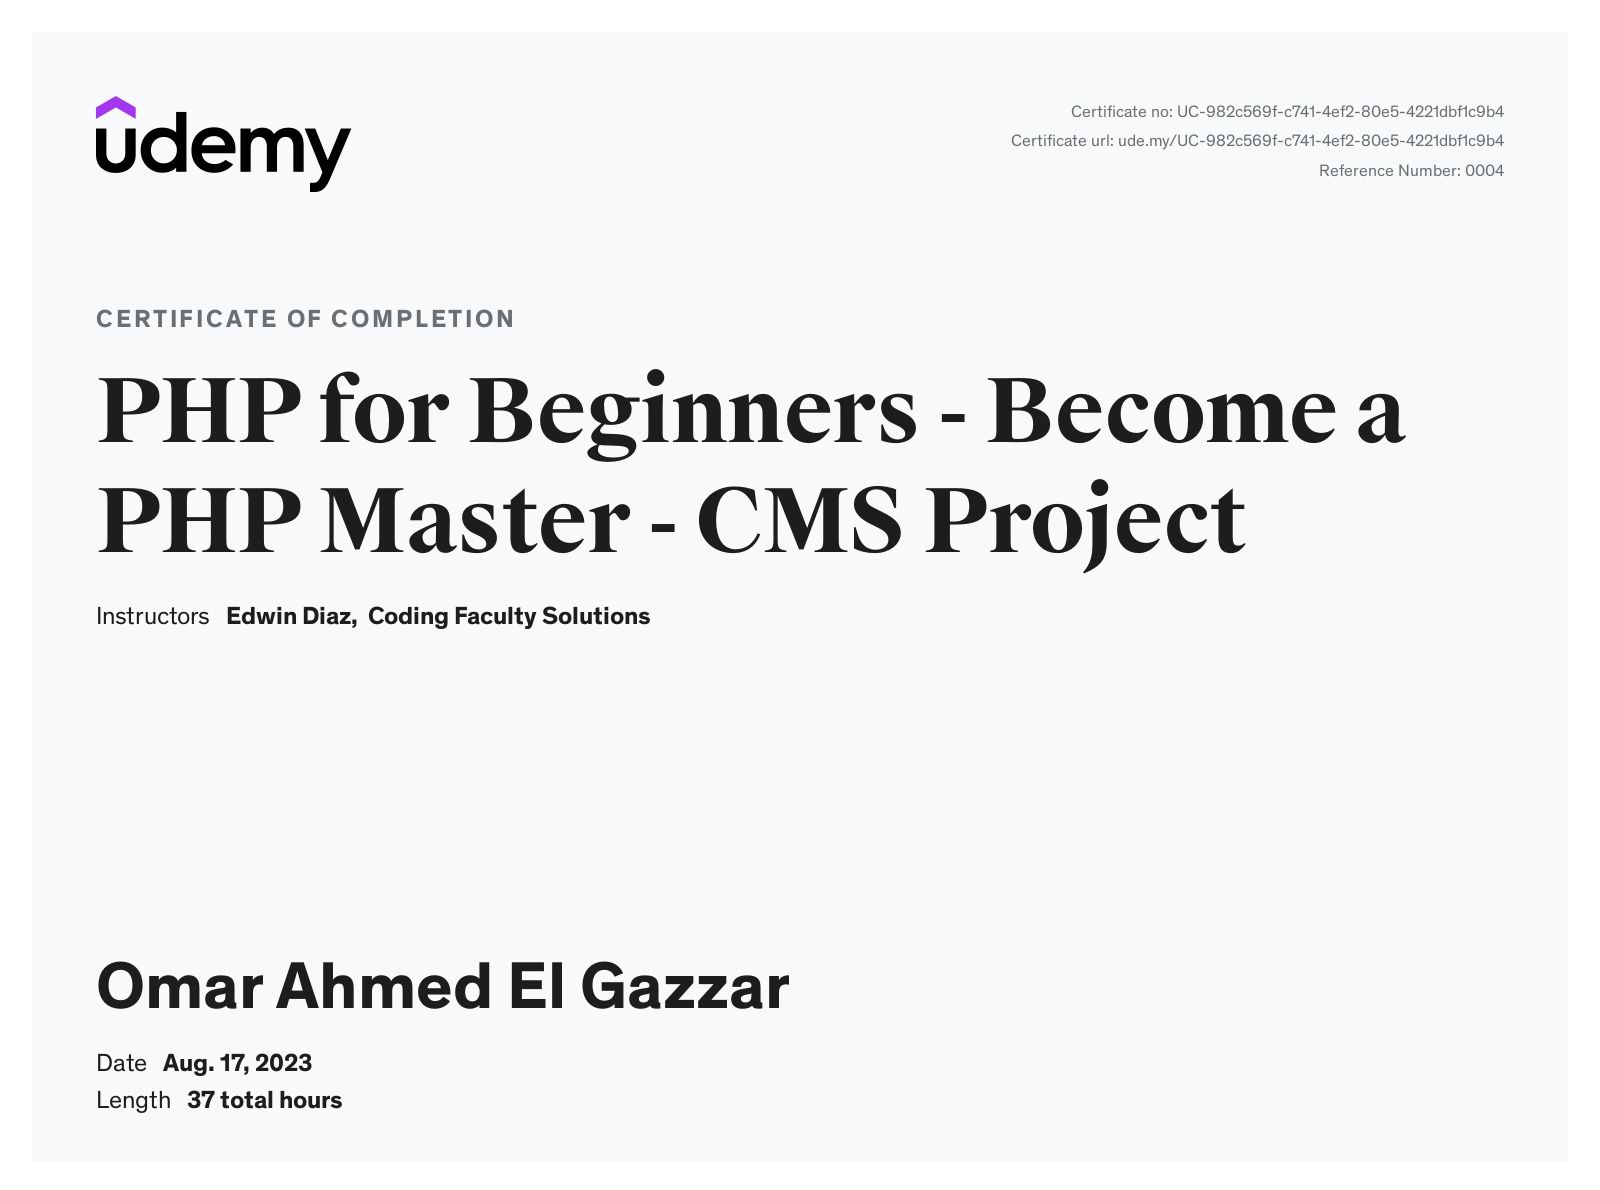 udemy
Certificate no: UC-982c569f-c741-4ef2-80e5-4221dbf1c9b4
Certificate url: ude.my/UC-982c569f-c741-4ef2-80e5-4221dbf1c9b4
Reference Number: 0004
CERTIFICATE OF COMPLETION
PHP for Beginners - Become a
PHP Master - CMS Project
Instructors Edwin Diaz, Coding Faculty Solutions
Omar Ahmed El Gazzar
Date Aug. 17, 2023
Length 37 total hours